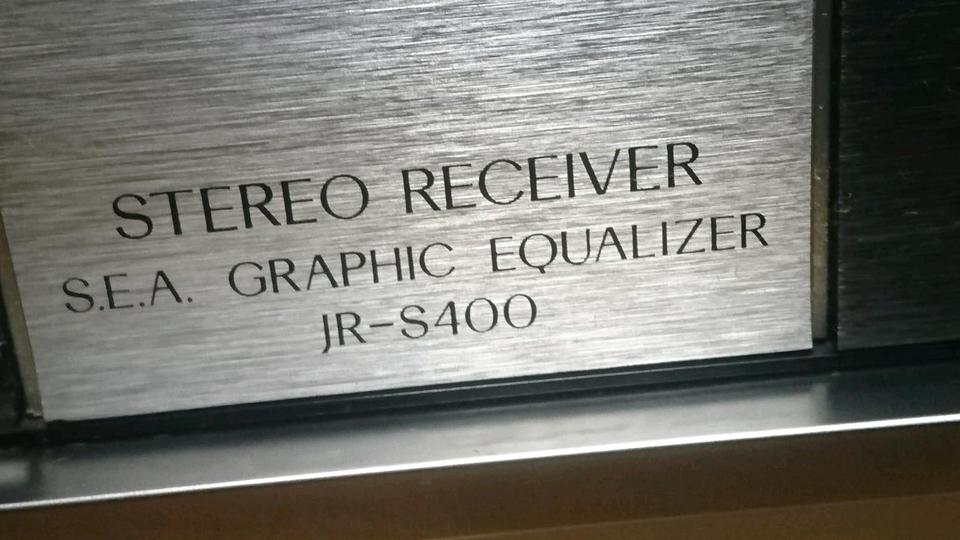 STEREO RECEIVER
S.E.A. GRAPHIC EQUALIZER
JR-S400